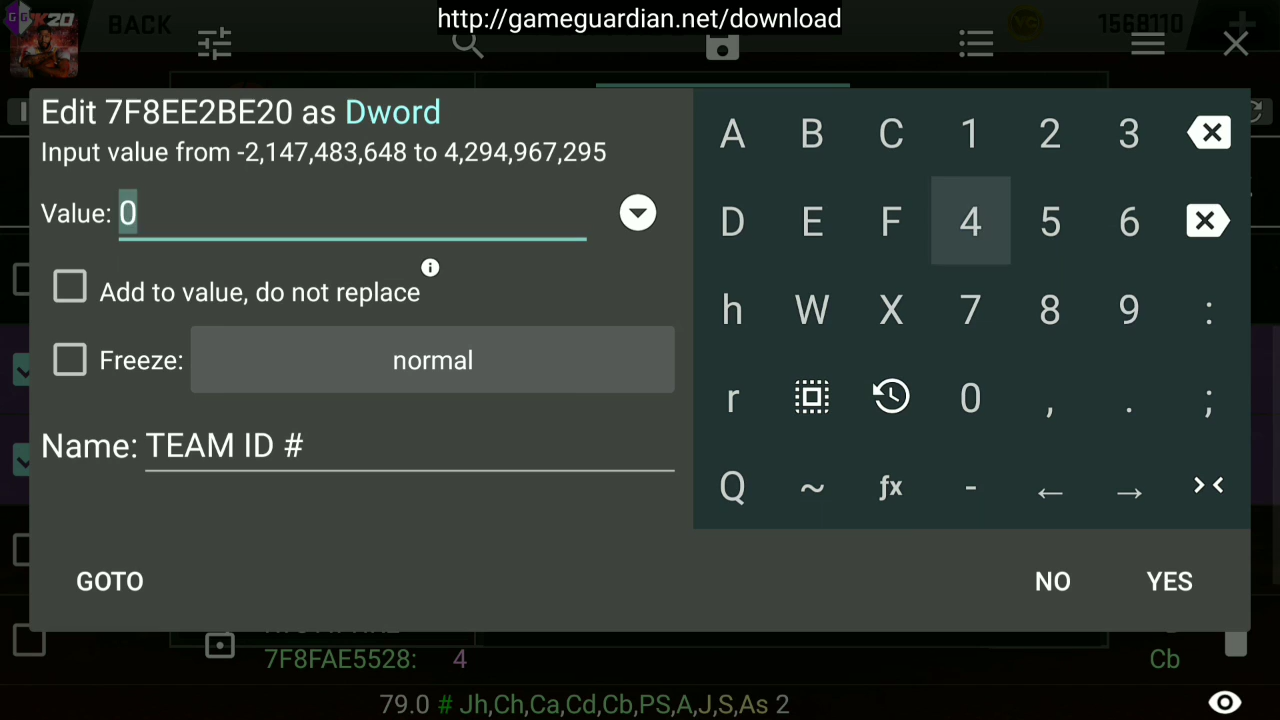 http://gameguardian.net/download
K20
BACK
1568110
Edit 7F8EE2BE20 as Dword
Input value from -2,147,483,648 to 4,294,967,295
Value: 0
Add to value, do not replace
Freeze: normal
Name: TEAM ID #
A B C 1 2 3
D E F 4 5 6
h W X 7 8 9 :
r 0 , . ;
Q ~ ƒx - ← → > <
GOTO NO YES
7F8FAE5528: 4 Cb
79.0 # Jh,Ch,Ca,Cd,Cb,PS,A,J,S,As 2